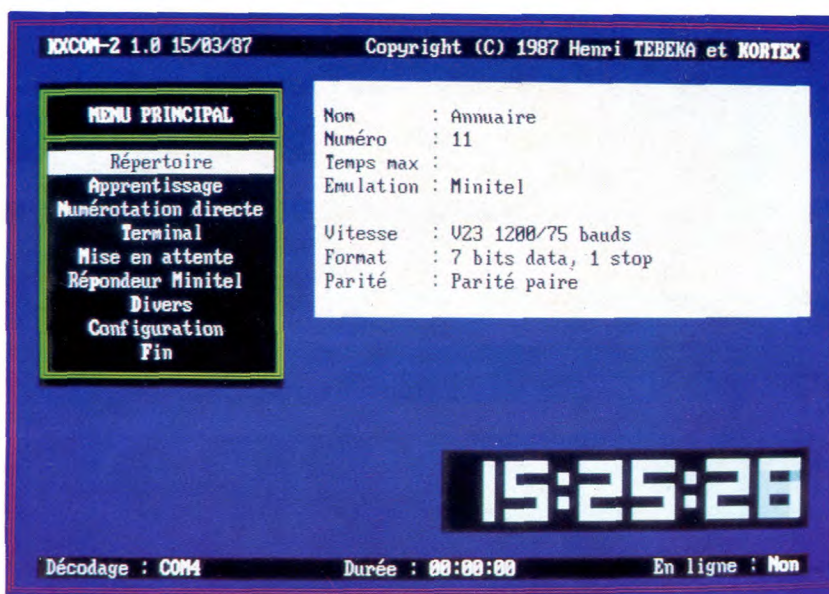 KXCOM-2 1.0 15/03/87 Copyright (C) 1987 Henri TEBEKA et KORTEX
MENU PRINCIPAL
Répertoire
Apprentissage
Numérotation directe
Terminal
Mise en attente
Répondeur Minitel
Divers
Configuration
Fin
Nom : Annuaire
Numéro : 11
Temps max :
Emulation : Minitel
Vitesse : V23 1200/75 bauds
Format : 7 bits data, 1 stop
Parité : Parité paire
15:25:26
Décodage : COM4 Durée : 00:00:00 En ligne : Non